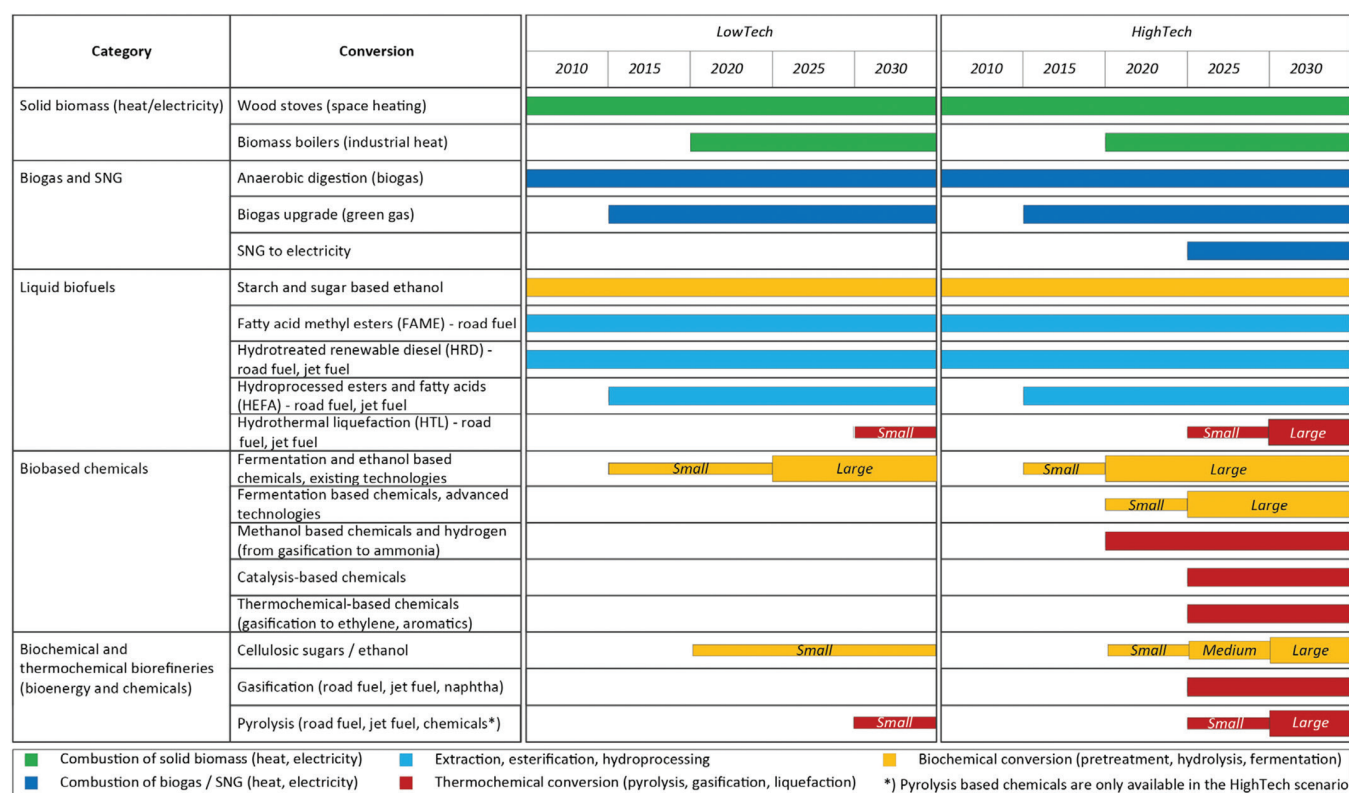 Category
Conversion
LowTech
HighTech
2010 2015 2020 2025 2030
2010 2015 2020 2025 2030
Solid biomass (heat/electricity)
Wood stoves (space heating)
Biomass boilers (industrial heat)
Biogas and SNG
Anaerobic digestion (biogas)
Biogas upgrade (green gas)
SNG to electricity
Liquid biofuels
Starch and sugar based ethanol
Fatty acid methyl esters (FAME) - road fuel
Hydrotreated renewable diesel (HRD) -
road fuel, jet fuel
Hydroprocessed esters and fatty acids
(HEFA) - road fuel, jet fuel
Hydrothermal liquefaction (HTL) - road
fuel, jet fuel
Small
Small
Large
Biobased chemicals
Fermentation and ethanol based
chemicals, existing technologies
Small
Large
Small
Large
Fermentation based chemicals, advanced
technologies
Small
Large
Methanol based chemicals and hydrogen
(from gasification to ammonia)
Catalysis-based chemicals
Thermochemical-based chemicals
(gasification to ethylene, aromatics)
Biochemical and
thermochemical biorefineries
(bioenergy and chemicals)
Cellulosic sugars / ethanol
Small
Small
Medium
Large
Gasification (road fuel, jet fuel, naphtha)
Pyrolysis (road fuel, jet fuel, chemicals*)
Small
Small
Large
Combustion of solid biomass (heat, electricity)
Extraction, esterification, hydroprocessing
Biochemical conversion (pretreatment, hydrolysis, fermentation)
Combustion of biogas / SNG (heat, electricity)
Thermochemical conversion (pyrolysis, gasification, liquefaction)
*) Pyrolysis based chemicals are only available in the HighTech scenario